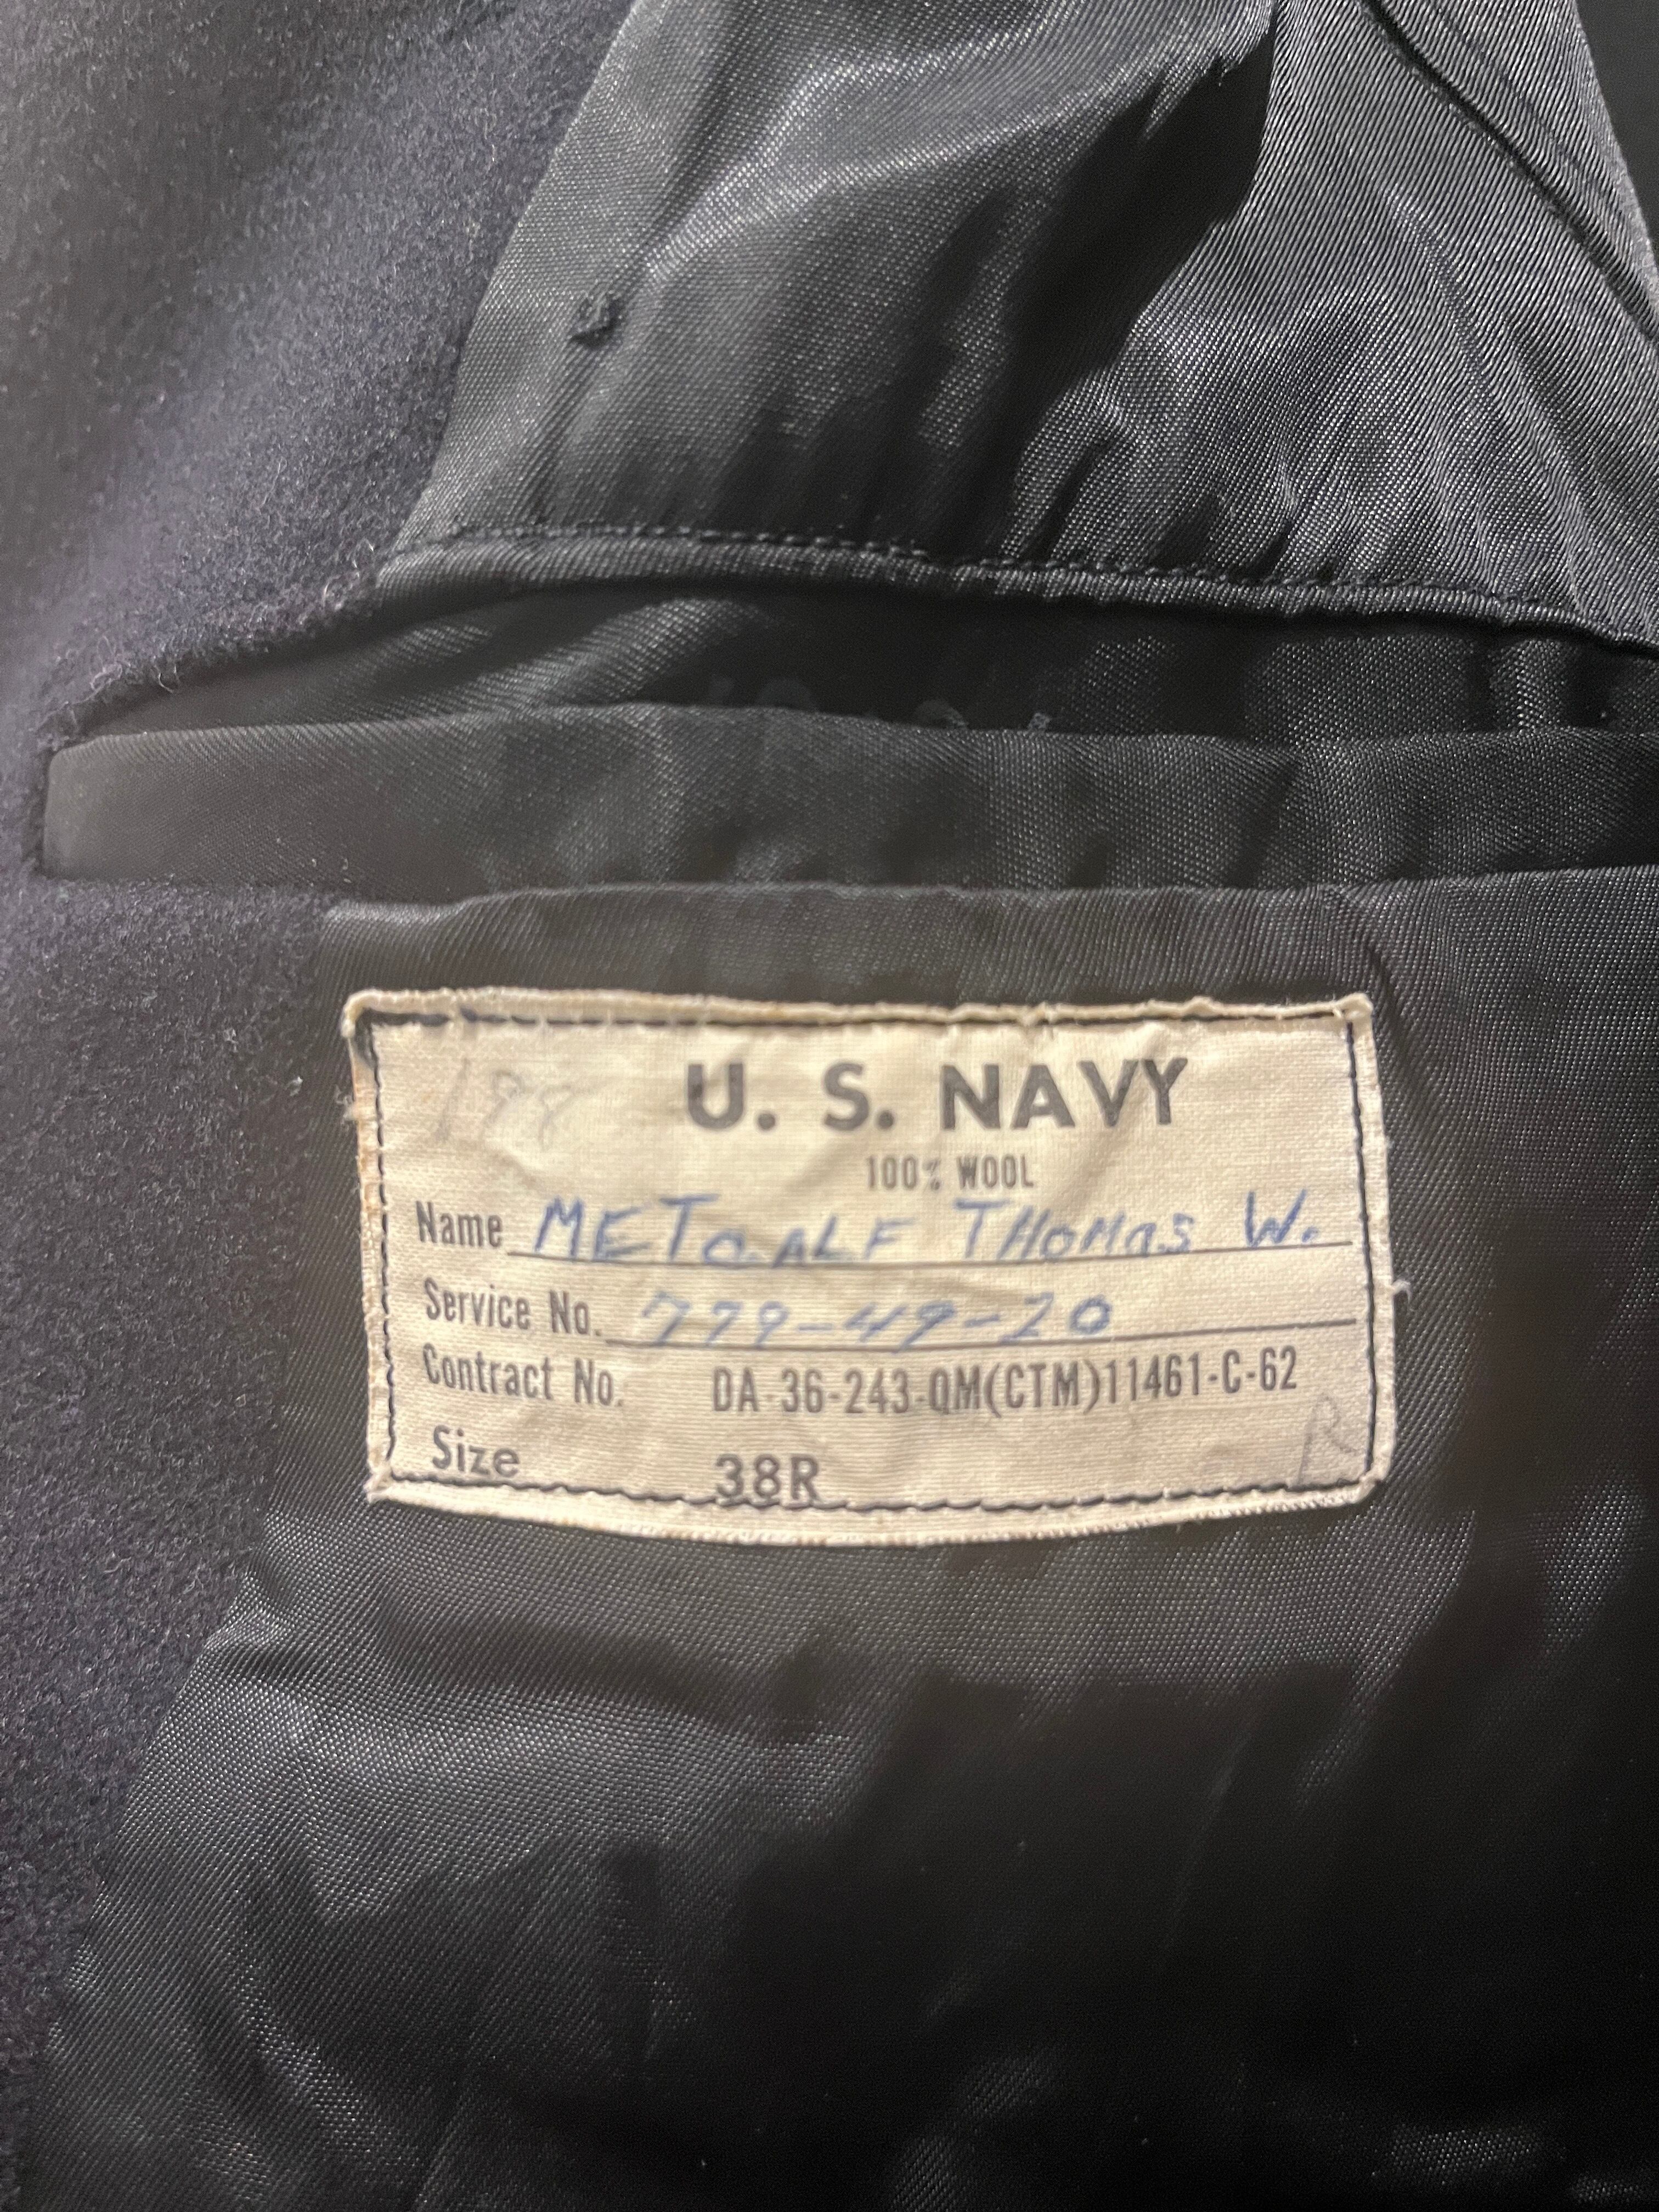 188 U. S. NAVY
100% WOOL
Name METCALF THOMAS W.
Service No. 779-49-20
Contract No. DA-36-243-QM(CTM)11461-C-62
Size 38R R